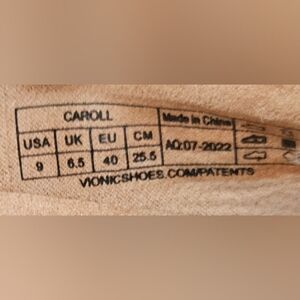 CAROLL Made in China
USA UK EU CM
9 6.5 40 25.5 AQ:07-2022
VIONICSHOES.COM/PATENTS